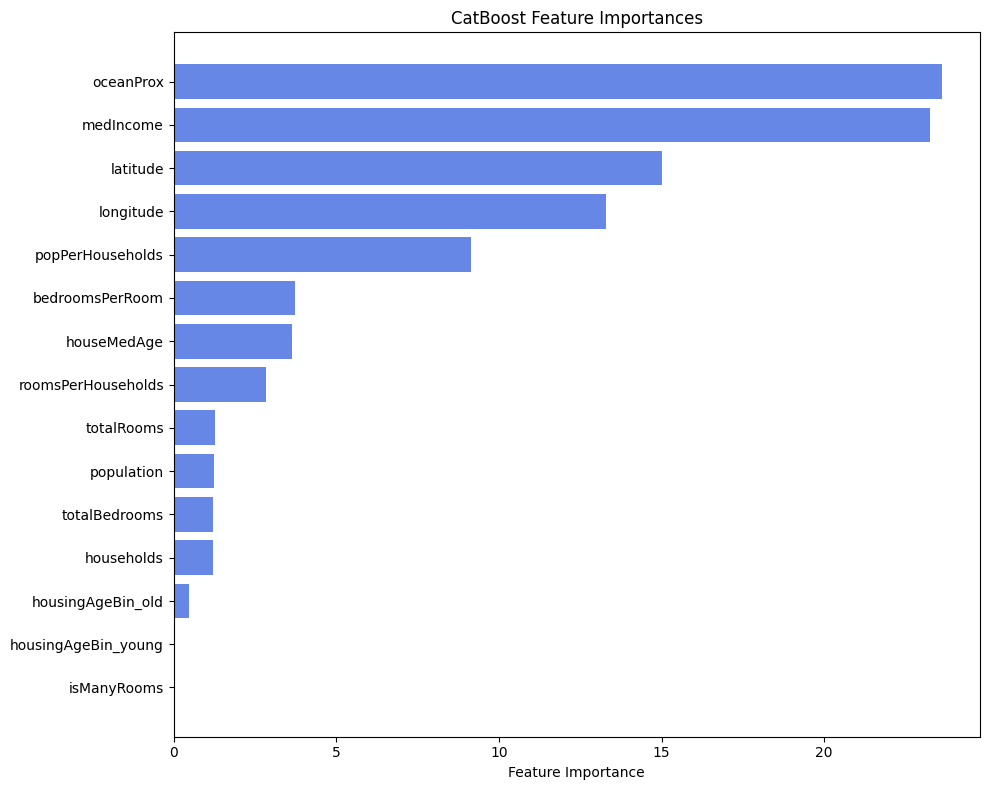 CatBoost Feature Importances
oceanProx
medIncome
latitude
longitude
popPerHouseholds
bedroomsPerRoom
houseMedAge
roomsPerHouseholds
totalRooms
population
totalBedrooms
households
housingAgeBin_old
housingAgeBin_young
isManyRooms
0 5 10 15 20
Feature Importance